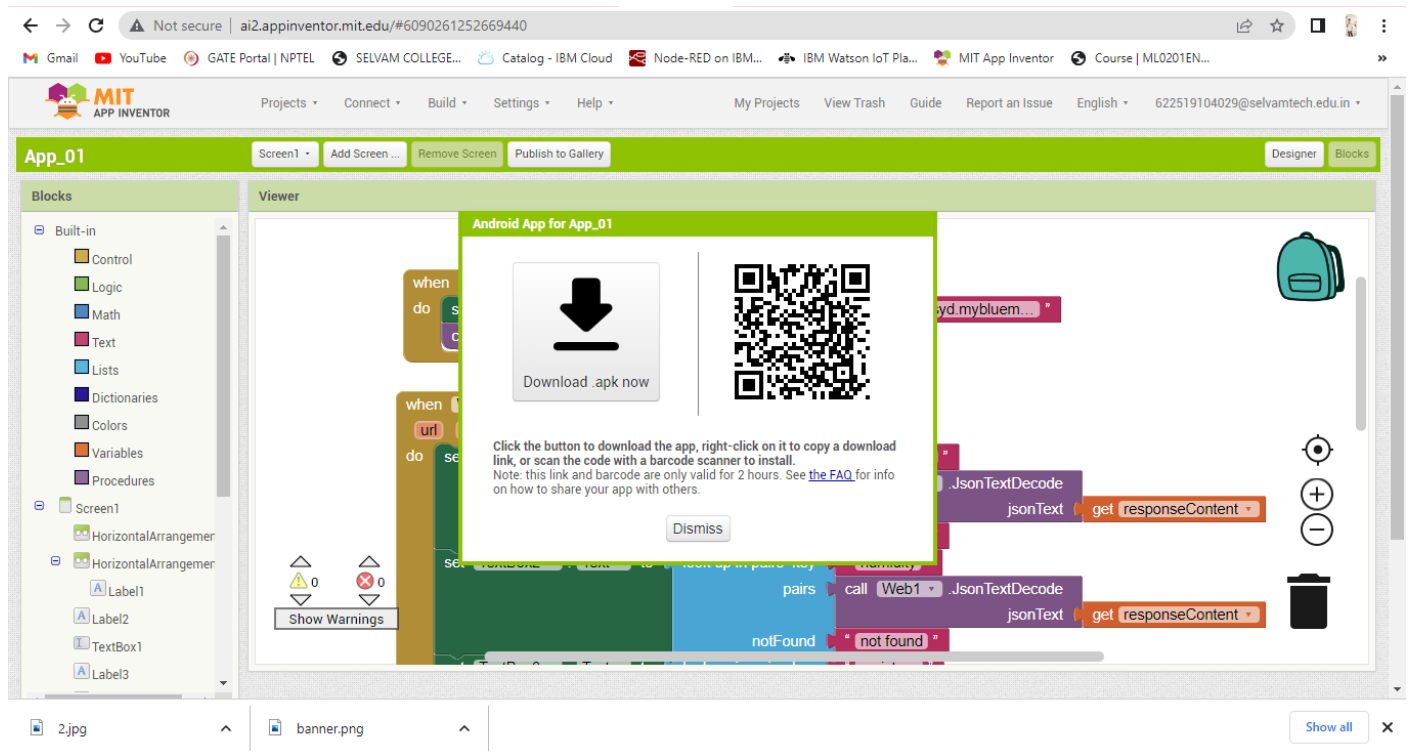 Not secure | ai2.appinventor.mit.edu/#6090261252669440
Gmail YouTube GATE Portal | NPTEL SELVAM COLLEGE... Catalog - IBM Cloud Node-RED on IBM... IBM Watson IoT Pla... MIT App Inventor Course | ML0201EN... »
MIT
APP INVENTOR
Projects Connect Build Settings Help My Projects View Trash Guide Report an Issue English 622519104029@selvamtech.edu.in
App_01 Screen1 Add Screen ... Remove Screen Publish to Gallery Designer Blocks
Blocks Viewer
Android App for App_01
Built-in
Control
Logic
Math
Text
Lists
Dictionaries
Colors
Variables
Procedures
Screen1
HorizontalArrangemen
HorizontalArrangemen
Label1
Label2
TextBox1
Label3
when
do
syd.mybluem... "
Download .apk now
when
url
do se
"
.JsonTextDecode
jsonText get responseContent
Click the button to download the app, right-click on it to copy a download
link, or scan the code with a barcode scanner to install.
Note: this link and barcode are only valid for 2 hours. See the FAQ for info
on how to share your app with others.
Dismiss
0 0
Show Warnings
pairs call Web1 .JsonTextDecode
jsonText get responseContent
notFound " not found "
2.jpg banner.png Show all